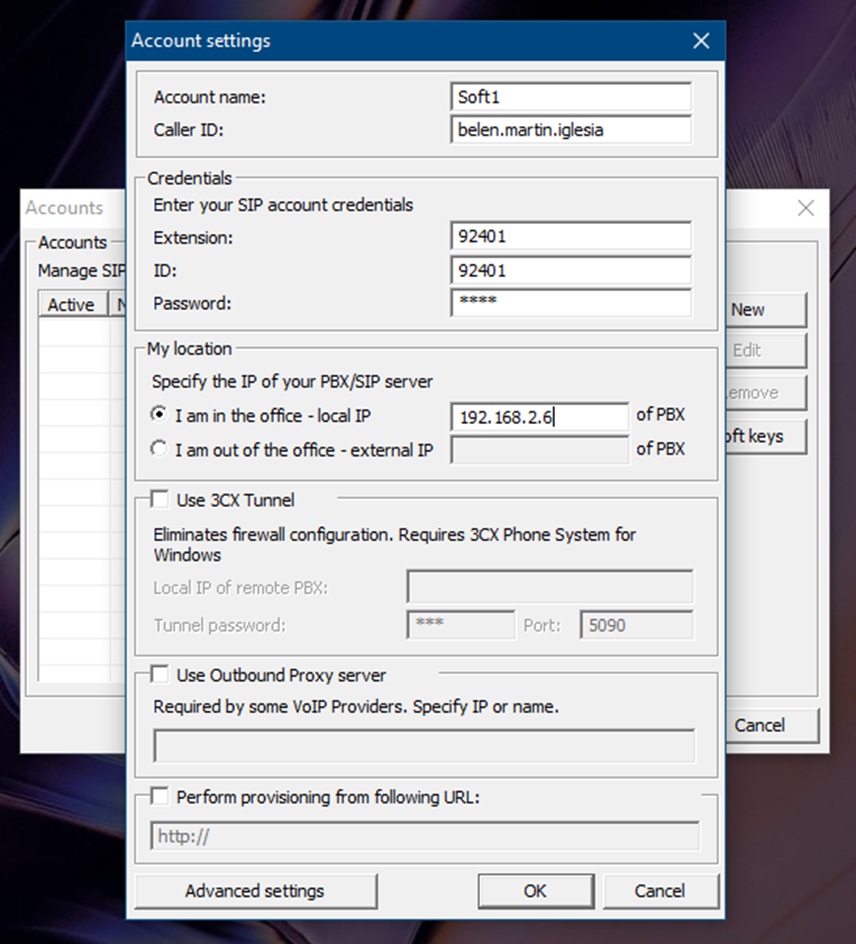 Account settings
Account name: Soft1
Caller ID: belen.martin.iglesia
Credentials
Enter your SIP account credentials
Extension: 92401
ID: 92401
Password: ****
My location
Specify the IP of your PBX/SIP server
I am in the office - local IP 192.168.2.6 of PBX
I am out of the office - external IP of PBX
Use 3CX Tunnel
Eliminates firewall configuration. Requires 3CX Phone System for
Windows
Local IP of remote PBX:
Tunnel password: *** Port: 5090
Use Outbound Proxy server
Required by some VoIP Providers. Specify IP or name.
Perform provisioning from following URL:
http://
Advanced settings OK Cancel
Accounts
Accounts
Manage SIP
Active
New
Edit
keys
Cancel